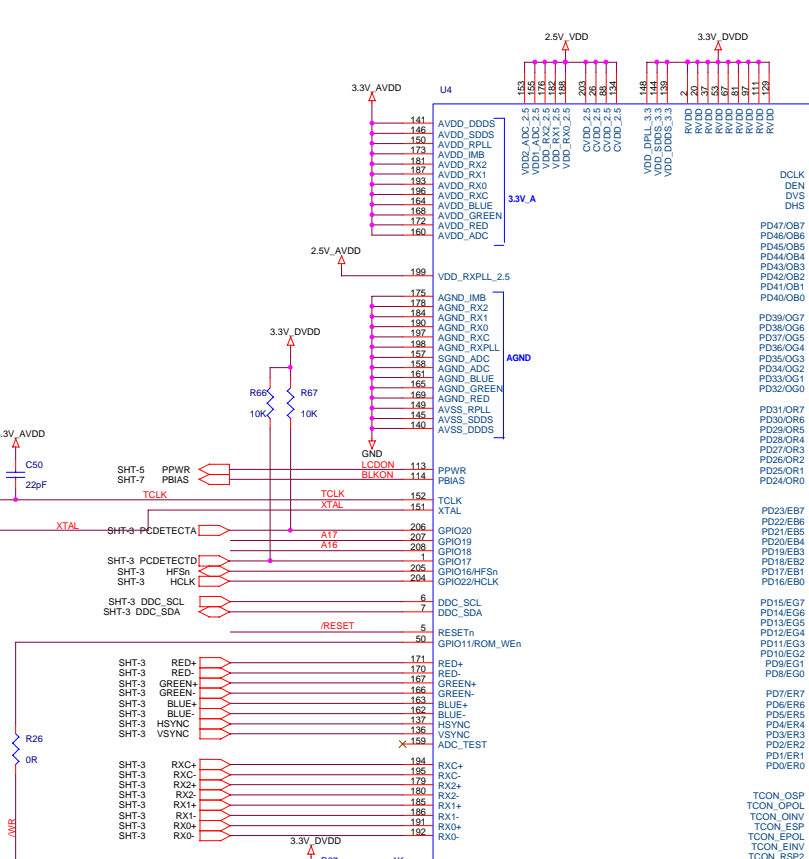 2.5V_VDD
3.3V_DVDD
3.3V_AVDD
U4
153
155
176
182
188
203
26
88
134
148
144
139
2
20
37
53
67
81
97
111
129
VDD2_ADC_2.5
VDD1_ADC_2.5
VDD_RX2_2.5
VDD_RX1_2.5
VDD_RX0_2.5
CVDD_2.5
CVDD_2.5
CVDD_2.5
CVDD_2.5
VDD_DPLL_3.3
VDD_SDDS_3.3
VDD_DDDS_3.3
RVDD
RVDD
RVDD
RVDD
RVDD
RVDD
RVDD
RVDD
RVDD
141 AVDD_DDDS
146 AVDD_SDDS
150 AVDD_RPLL
173 AVDD_IMB
181 AVDD_RX2
187 AVDD_RX1
193 AVDD_RX0
196 AVDD_RXC
164 AVDD_BLUE
168 AVDD_GREEN
172 AVDD_RED
160 AVDD_ADC
3.3V_A
DCLK
DEN
DVS
DHS
PD47/OB7
PD46/OB6
PD45/OB5
PD44/OB4
PD43/OB3
PD42/OB2
PD41/OB1
PD40/OB0
2.5V_AVDD
199 VDD_RXPLL_2.5
175 AGND_IMB
178 AGND_RX2
184 AGND_RX1
190 AGND_RX0
197 AGND_RXC
198 AGND_RXPLL
157 SGND_ADC
158 AGND_ADC
161 AGND_BLUE
165 AGND_GREEN
169 AGND_RED
149 AVSS_RPLL
145 AVSS_SDDS
140 AVSS_DDDS
AGND
GND
PD39/OG7
PD38/OG6
PD37/OG5
PD36/OG4
PD35/OG3
PD34/OG2
PD33/OG1
PD32/OG0
PD31/OR7
PD30/OR6
PD29/OR5
PD28/OR4
PD27/OR3
PD26/OR2
PD25/OR1
PD24/OR0
3.3V_DVDD
R66 R67
10K 10K
.3V_AVDD
C50
22pF
SHT-5 PPWR LCDON 113 PPWR
SHT-7 PBIAS BLKON 114 PBIAS
TCLK TCLK 152 TCLK
XTAL 151 XTAL
XTAL SHT-3 PCDETECTA 206 GPIO20
A17 207 GPIO19
A16 208 GPIO18
SHT-3 PCDETECTD 1 GPIO17
SHT-3 HFSn 205 GPIO16/HFSn
SHT-3 HCLK 204 GPIO22/HCLK
SHT-3 DDC_SCL 6 DDC_SCL
SHT-3 DDC_SDA 7 DDC_SDA
/RESET 5 RESETn
50 GPIO11/ROM_WEn
PD23/EB7
PD22/EB6
PD21/EB5
PD20/EB4
PD19/EB3
PD18/EB2
PD17/EB1
PD16/EB0
PD15/EG7
PD14/EG6
PD13/EG5
PD12/EG4
PD11/EG3
PD10/EG2
PD9/EG1
PD8/EG0
SHT-3 RED+ 171 RED+
SHT-3 RED- 170 RED-
SHT-3 GREEN+ 167 GREEN+
SHT-3 GREEN- 166 GREEN-
SHT-3 BLUE+ 163 BLUE+
SHT-3 BLUE- 162 BLUE-
SHT-3 HSYNC 137 HSYNC
SHT-3 VSYNC 136 VSYNC
159 ADC_TEST
PD7/ER7
PD6/ER6
PD5/ER5
PD4/ER4
PD3/ER3
PD2/ER2
PD1/ER1
PD0/ER0
R26
0R
/WR
SHT-3 RXC+ 194 RXC+
SHT-3 RXC- 195 RXC-
SHT-3 RX2+ 179 RX2+
SHT-3 RX2- 180 RX2-
SHT-3 RX1+ 185 RX1+
SHT-3 RX1- 186 RX1-
SHT-3 RX0+ 191 RX0+
SHT-3 RX0- 192 RX0-
TCON_OSP
TCON_OPOL
TCON_OINV
TCON_ESP
TCON_EPOL
TCON_EINV
TCON_RSP2
3.3V_DVDD